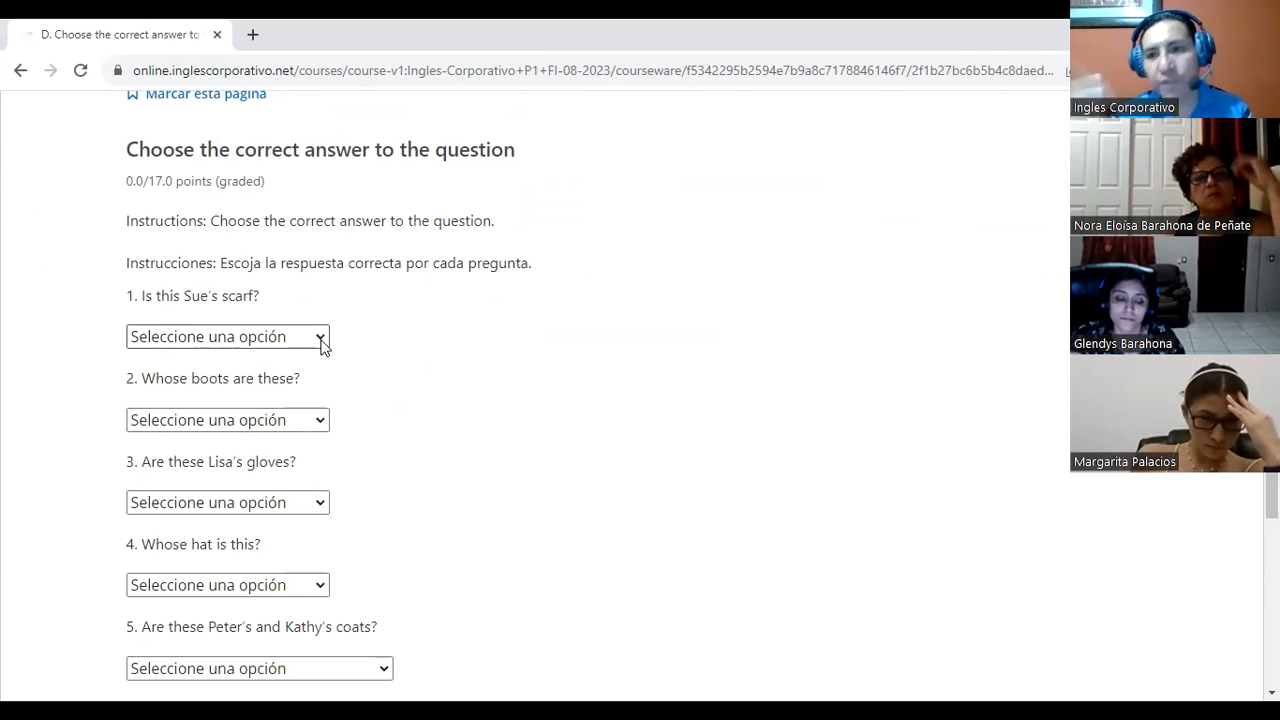 D. Choose the correct answer to
online.inglescorporativo.net/courses/course-v1:Ingles-Corporativo+P1+FI-08-2023/courseware/f5342295b2594e7b9a8c7178846146f7/2f1b27bc6b5b4c8daed...
Marcar esta página
Choose the correct answer to the question
0.0/17.0 points (graded)
Instructions: Choose the correct answer to the question.
Instrucciones: Escoja la respuesta correcta por cada pregunta.
1. Is this Sue's scarf?
Seleccione una opción
2. Whose boots are these?
Seleccione una opción
3. Are these Lisa's gloves?
Seleccione una opción
4. Whose hat is this?
Seleccione una opción
5. Are these Peter's and Kathy's coats?
Seleccione una opción
Ingles Corporativo
Nora Eloísa Barahona de Peñate
Glendys Barahona
Margarita Palacios